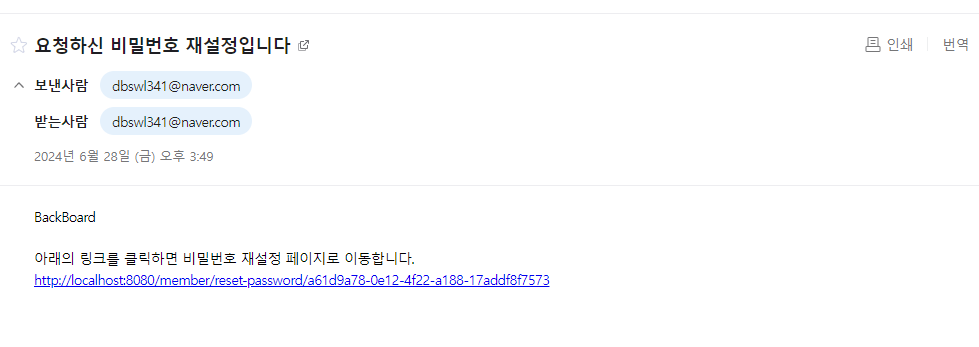 요청하신 비밀번호 재설정입니다
인쇄 번역
보낸사람 dbswl341@naver.com
받는사람 dbswl341@naver.com
2024년 6월 28일 (금) 오후 3:49
BackBoard
아래의 링크를 클릭하면 비밀번호 재설정 페이지로 이동합니다.
http://localhost:8080/member/reset-password/a61d9a78-0e12-4f22-a188-17addf8f7573